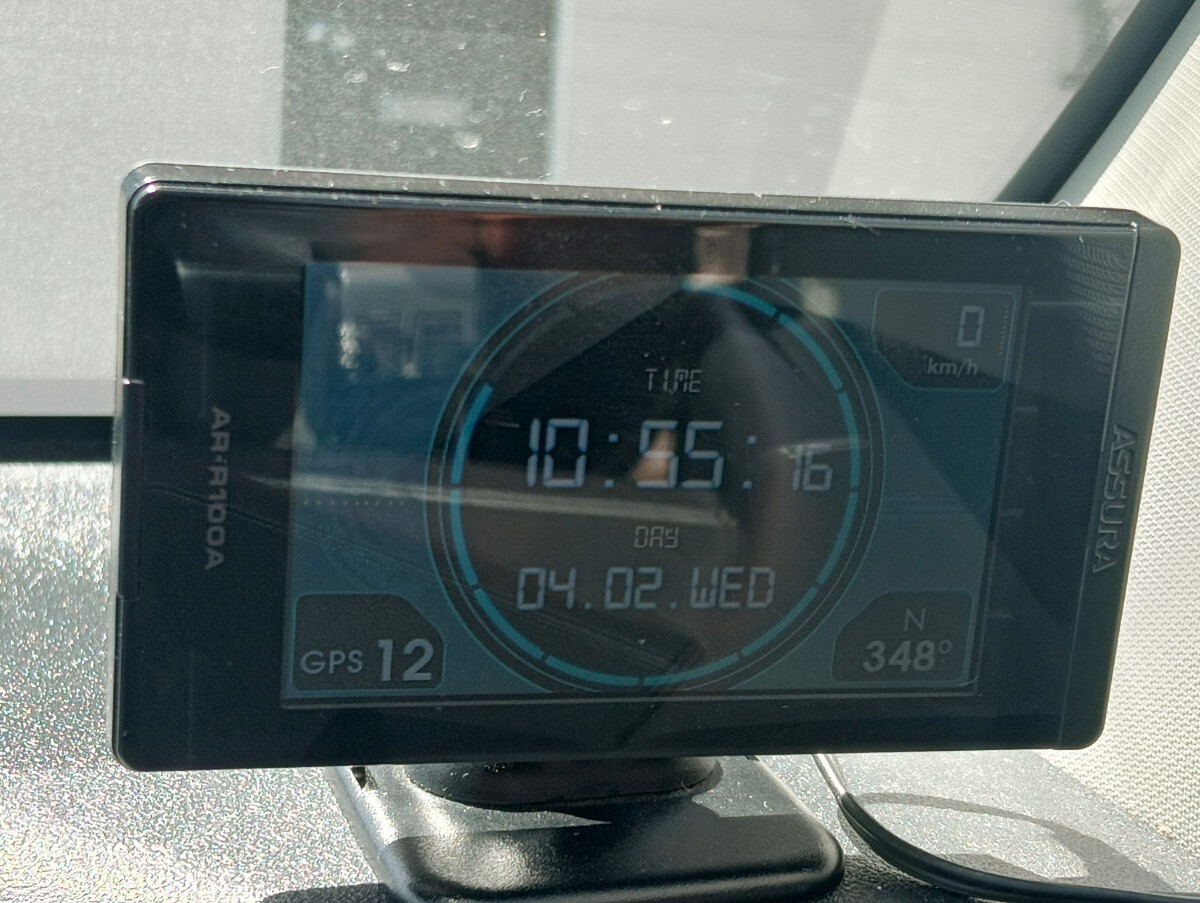 0
km/h
TIME
10:55:16
DAY
04.02.WED
GPS 12
N
348°
AR-R100A
ASSURA